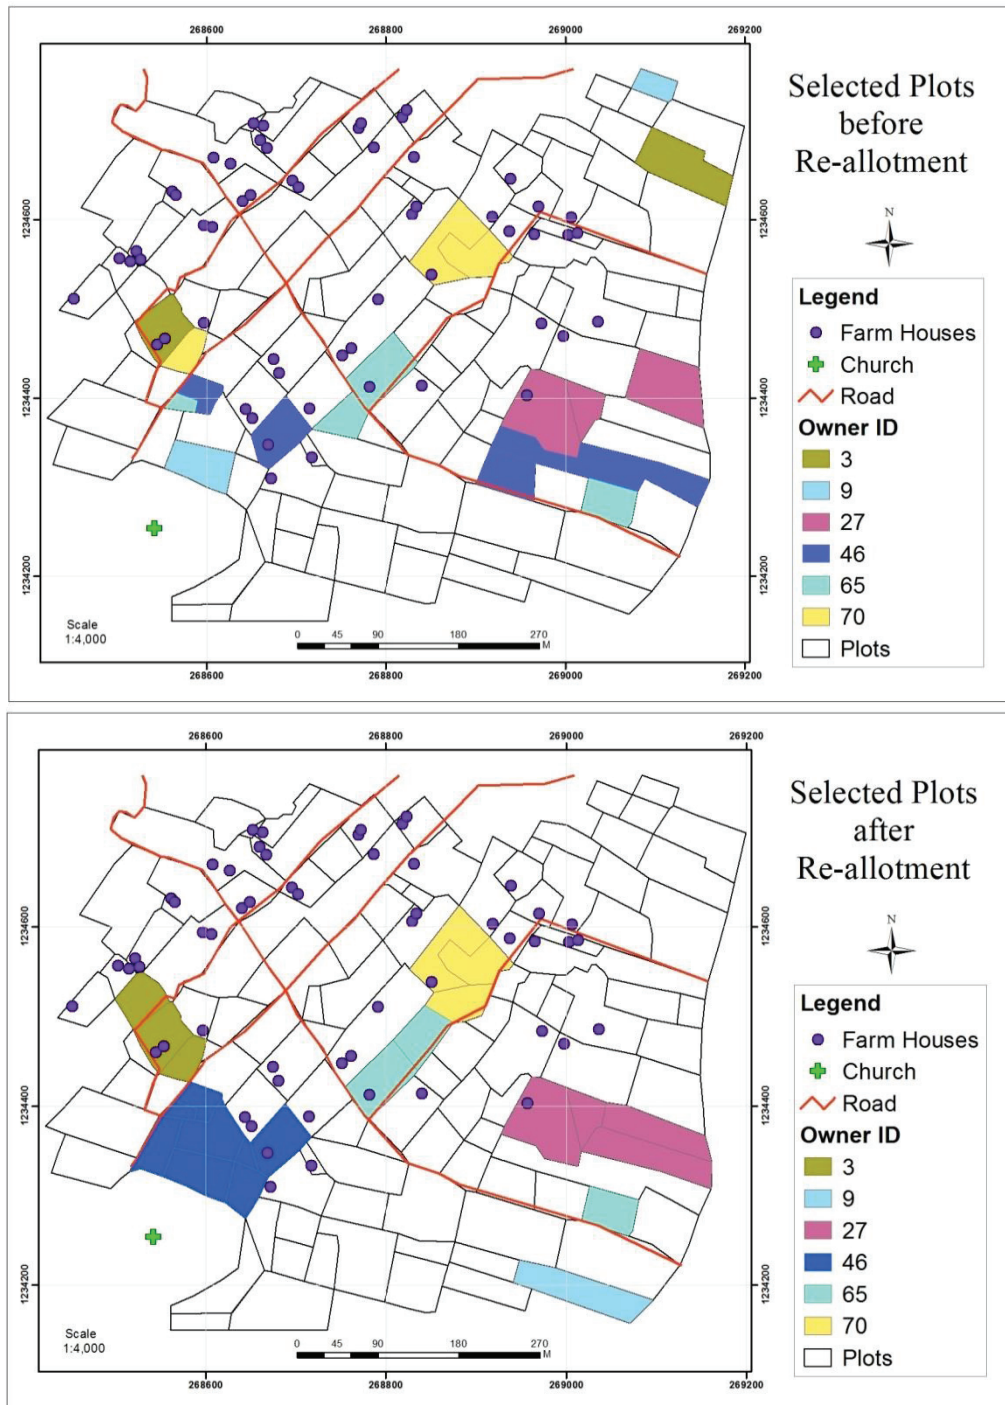 268600 268800 269000 269200
Selected Plots
before
Re-allotment
N
1234600
1234400
1234200
Legend
Farm Houses
Church
Road
Owner ID
3
9
27
46
65
70
Plots
Scale
1:4,000
0 45 90 180 270
M
268600 268800 269000 269200
268600 268800 269000 269200
Selected Plots
after
Re-allotment
N
1234600
1234400
1234200
Legend
Farm Houses
Church
Road
Owner ID
3
9
27
46
65
70
Plots
Scale
1:4,000
0 45 90 180 270
M
268600 268800 269000 269200